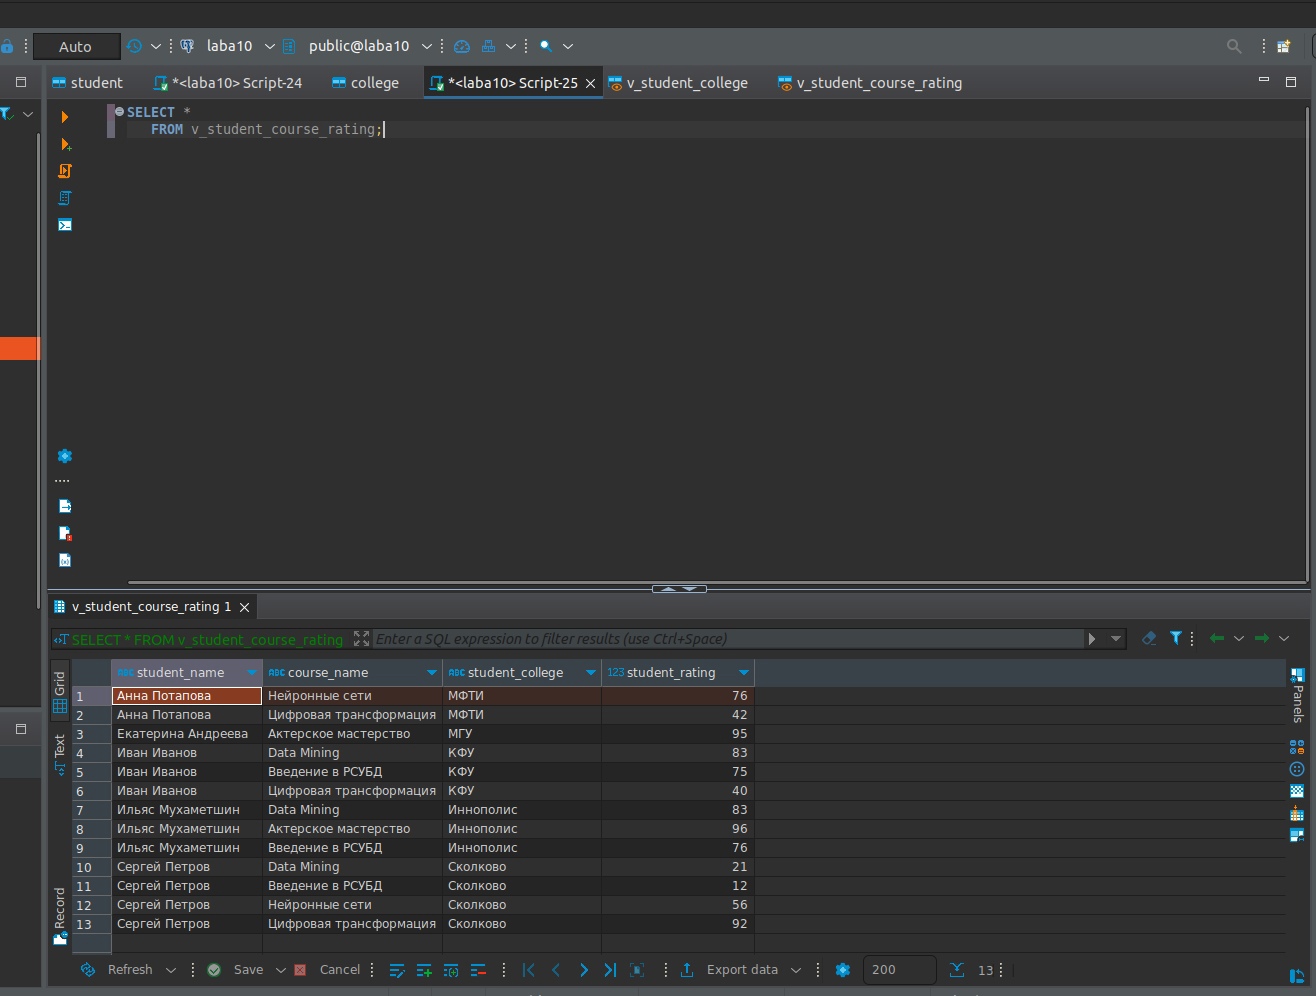 Auto laba10 public@laba10
student *<laba10> Script-24 college *<laba10> Script-25 v_student_college v_student_course_rating
SELECT *
FROM v_student_course_rating;
v_student_course_rating 1
SELECT * FROM v_student_course_rating Enter a SQL expression to filter results (use Ctrl+Space)
Grid
Text
Record
ABC student_name ABC course_name ABC student_college 123 student_rating
1 Анна Потапова Нейронные сети МФТИ 76
2 Анна Потапова Цифровая трансформация МФТИ 42
3 Екатерина Андреева Актерское мастерство МГУ 95
4 Иван Иванов Data Mining КФУ 83
5 Иван Иванов Введение в РСУБД КФУ 75
6 Иван Иванов Цифровая трансформация КФУ 40
7 Ильяс Мухаметшин Data Mining Иннополис 83
8 Ильяс Мухаметшин Актерское мастерство Иннополис 96
9 Ильяс Мухаметшин Введение в РСУБД Иннополис 76
10 Сергей Петров Data Mining Сколково 21
11 Сергей Петров Введение в РСУБД Сколково 12
12 Сергей Петров Нейронные сети Сколково 56
13 Сергей Петров Цифровая трансформация Сколково 92
Panels
Refresh Save Cancel Export data 200 13